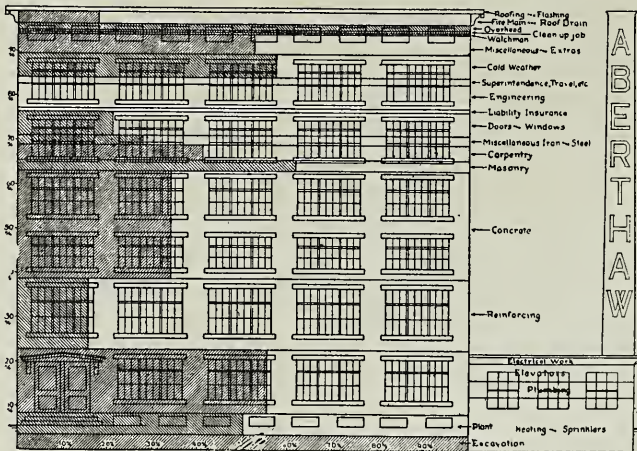 Roofing ~ Flashing
Fire Main ~ Roof Drain
Overhead
Clean up job
Watchman
Miscellaneous ~ Extras
Cold Weather
Superintendence, Travel, etc
Engineering
Liability Insurance
Doors ~ Windows
Miscellaneous Iron ~ Steel
Carpentry
Masonry
Concrete
Reinforcing
Electrical Work
Elevators
Plumbing
Plant
Heating ~ Sprinklers
Excavation
10% 20% 30% 40% 60% 70% 80% 90%
ABERTHAW